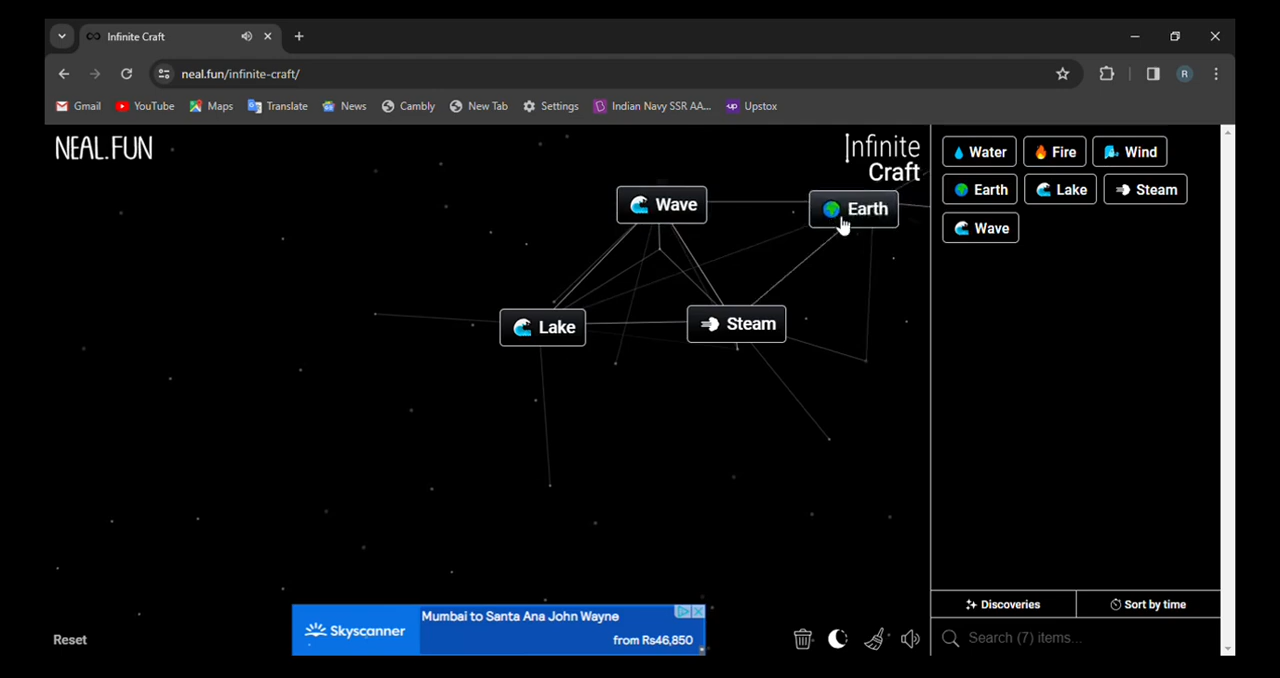 Infinite Craft
neal.fun/infinite-craft/
R
Gmail YouTube Maps Translate News Cambly New Tab Settings Indian Navy SSR AA... up Upstox
NEAL.FUN
Infinite
Craft
Wave
Earth
Lake
Steam
Water Fire Wind
Earth Lake Steam
Wave
Discoveries Sort by time
Search (7) items...
Reset
Skyscanner
Mumbai to Santa Ana John Wayne
from Rs46,850